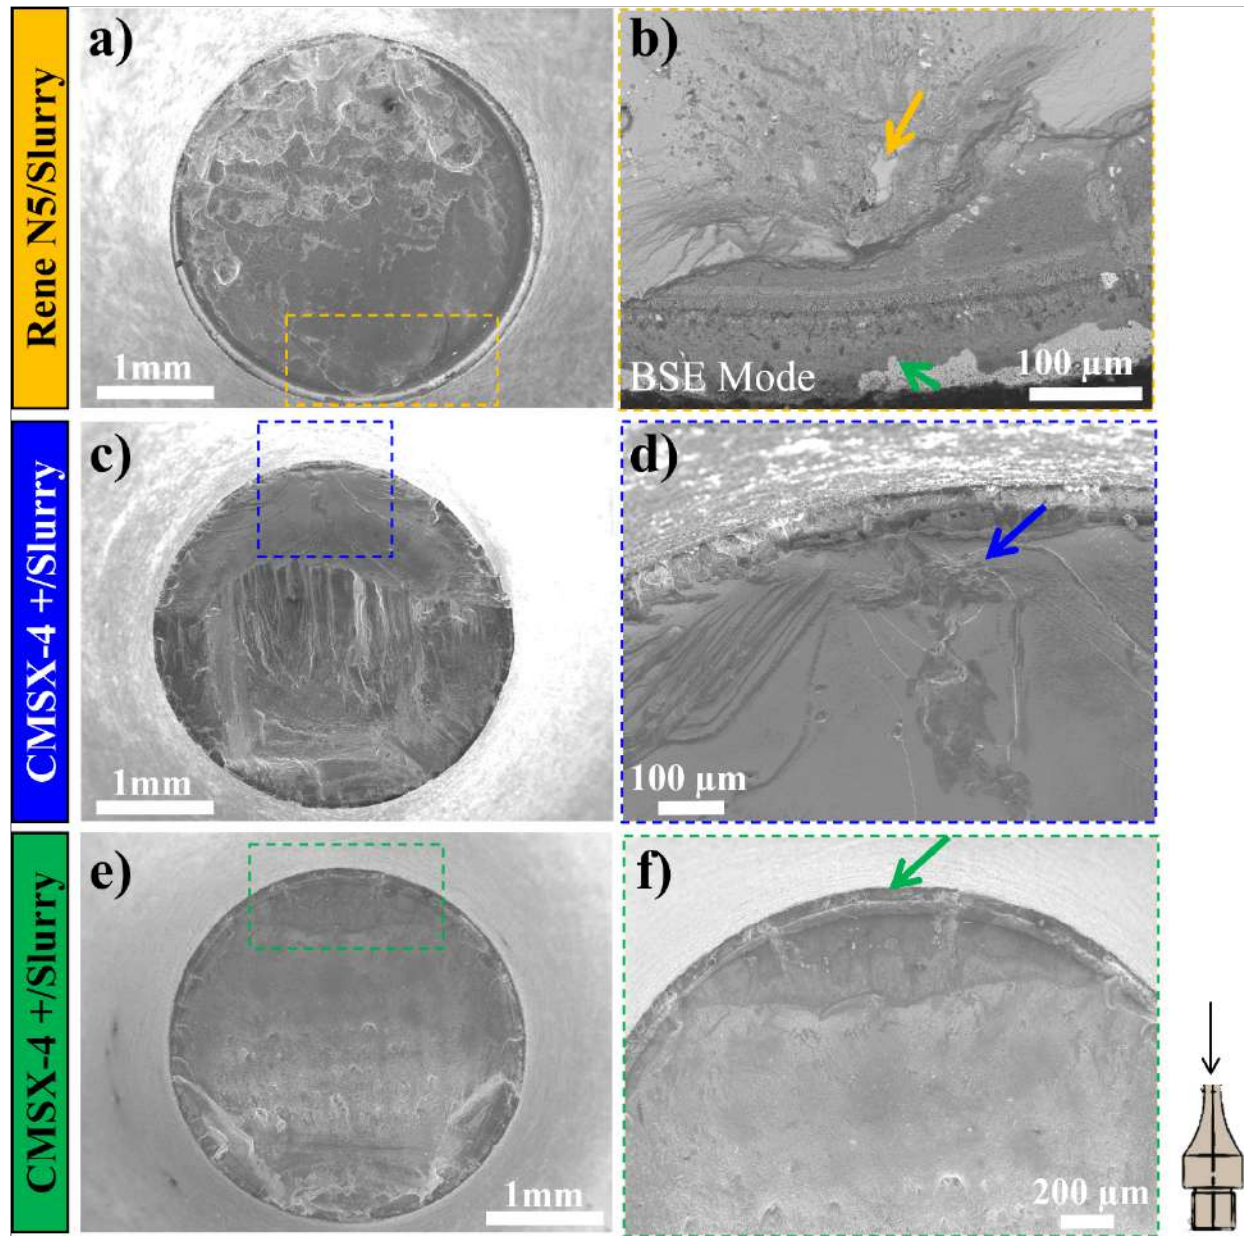 Rene N5/Slurry
a)
1mm
b)
BSE Mode
100 µm
CMSX-4 +/Slurry
c)
1mm
d)
100 µm
CMSX-4 +/Slurry
e)
1mm
f)
200 µm